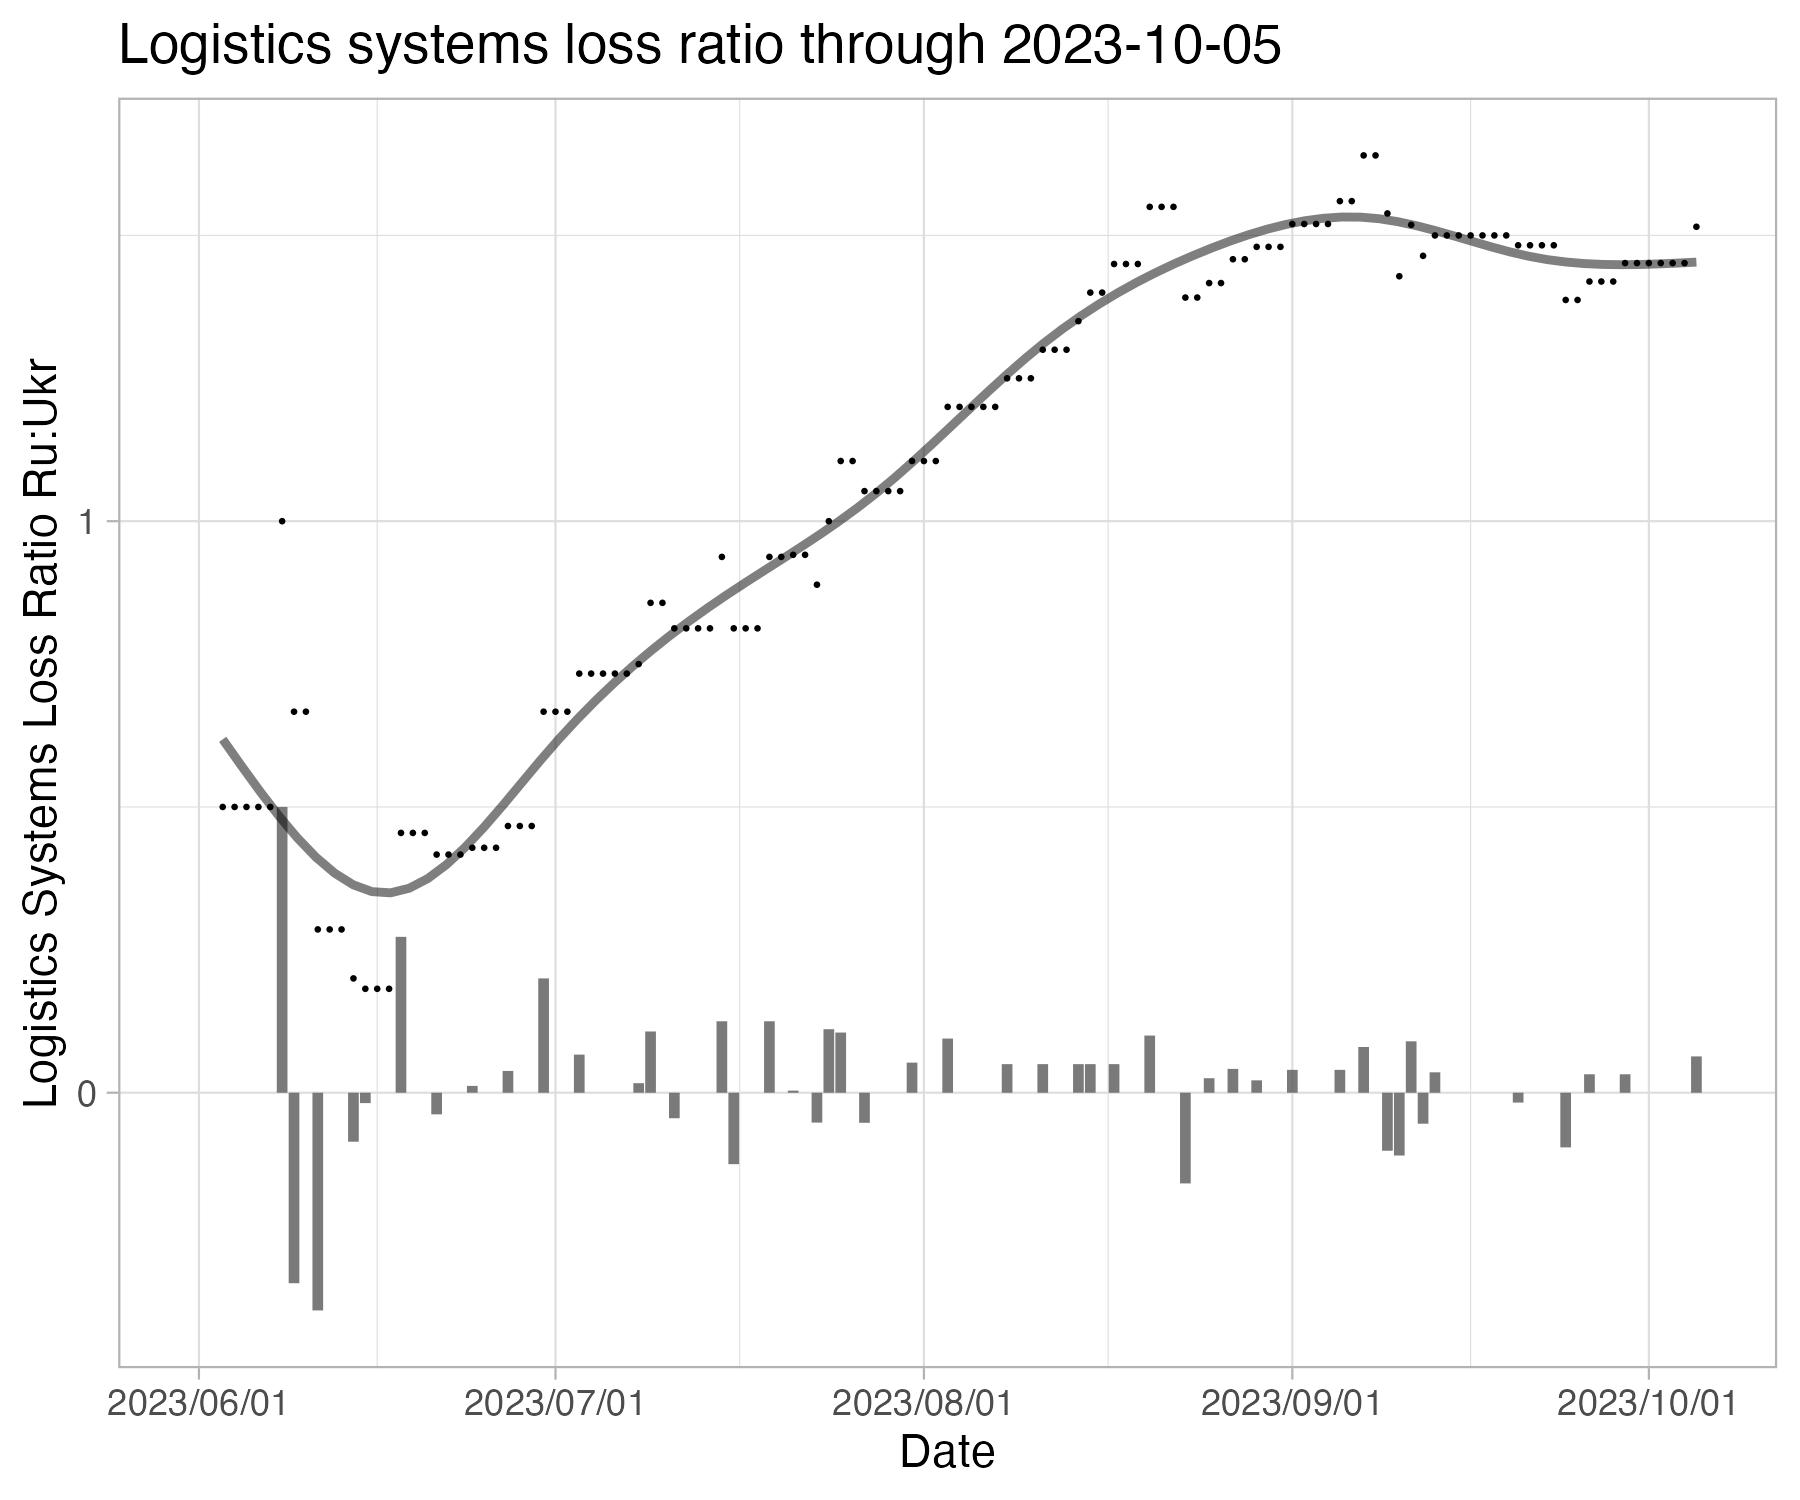 Logistics systems loss ratio through 2023-10-05
Logistics Systems Loss Ratio Ru:Ukr
1
0
2023/06/01
2023/07/01
2023/08/01
2023/09/01
2023/10/01
Date